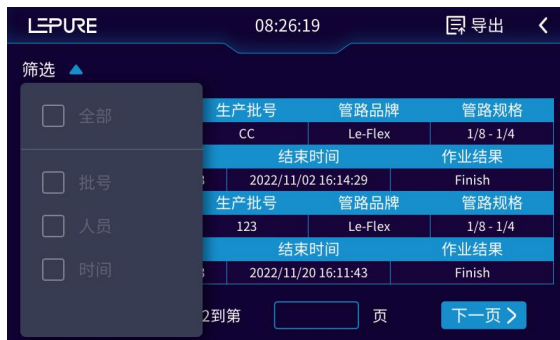 LEPURE 08:26:19 导出
筛选
全部
批号
人员
时间
生产批号 管路品牌 管路规格
CC Le-Flex 1/8 - 1/4
结束时间 作业结果
2022/11/02 16:14:29 Finish
生产批号 管路品牌 管路规格
123 Le-Flex 1/8 - 1/4
结束时间 作业结果
2022/11/20 16:11:43 Finish
2到第 页 下一页